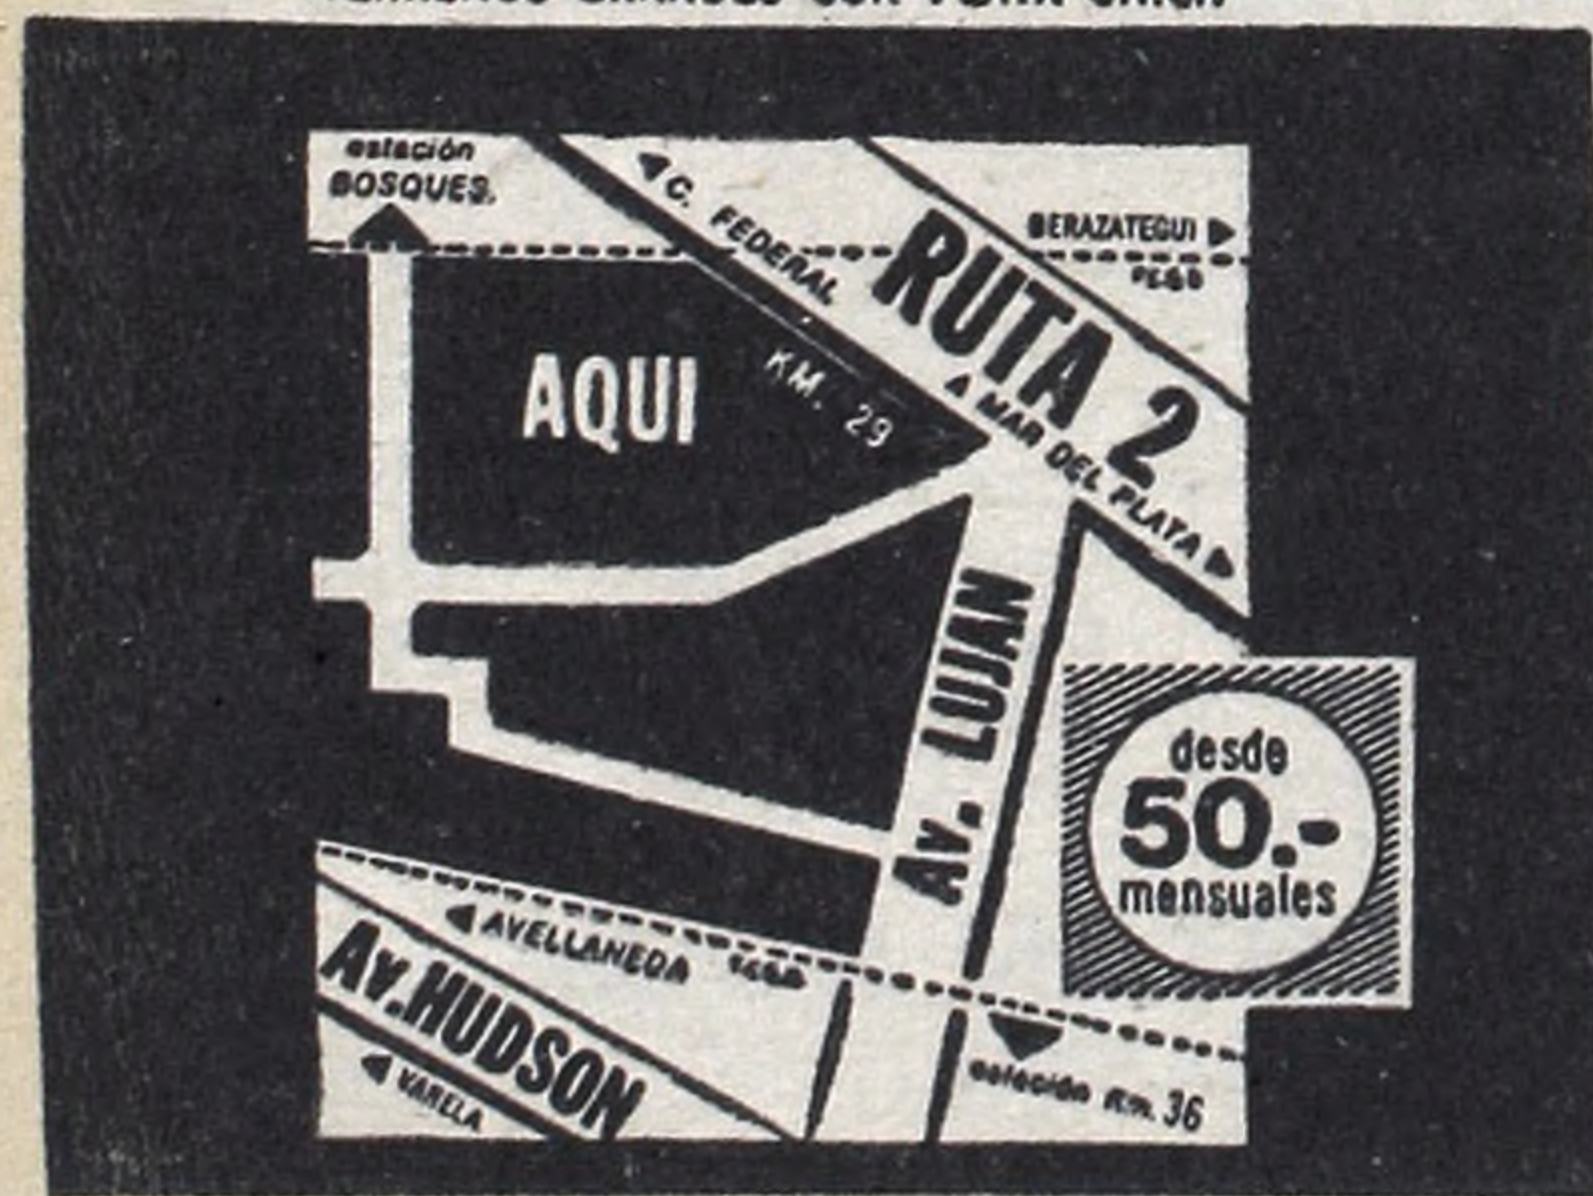 estación
BOSQUES.
C. FEDERAL
BERAZATEGUI
RUTA 2
A MAR DEL PLATA
KM. 29
AQUI
Av. LUJAN
desde
50.-
mensuales
AVELLANEDA
Av.HUDSON
VARELA
estación Km. 36